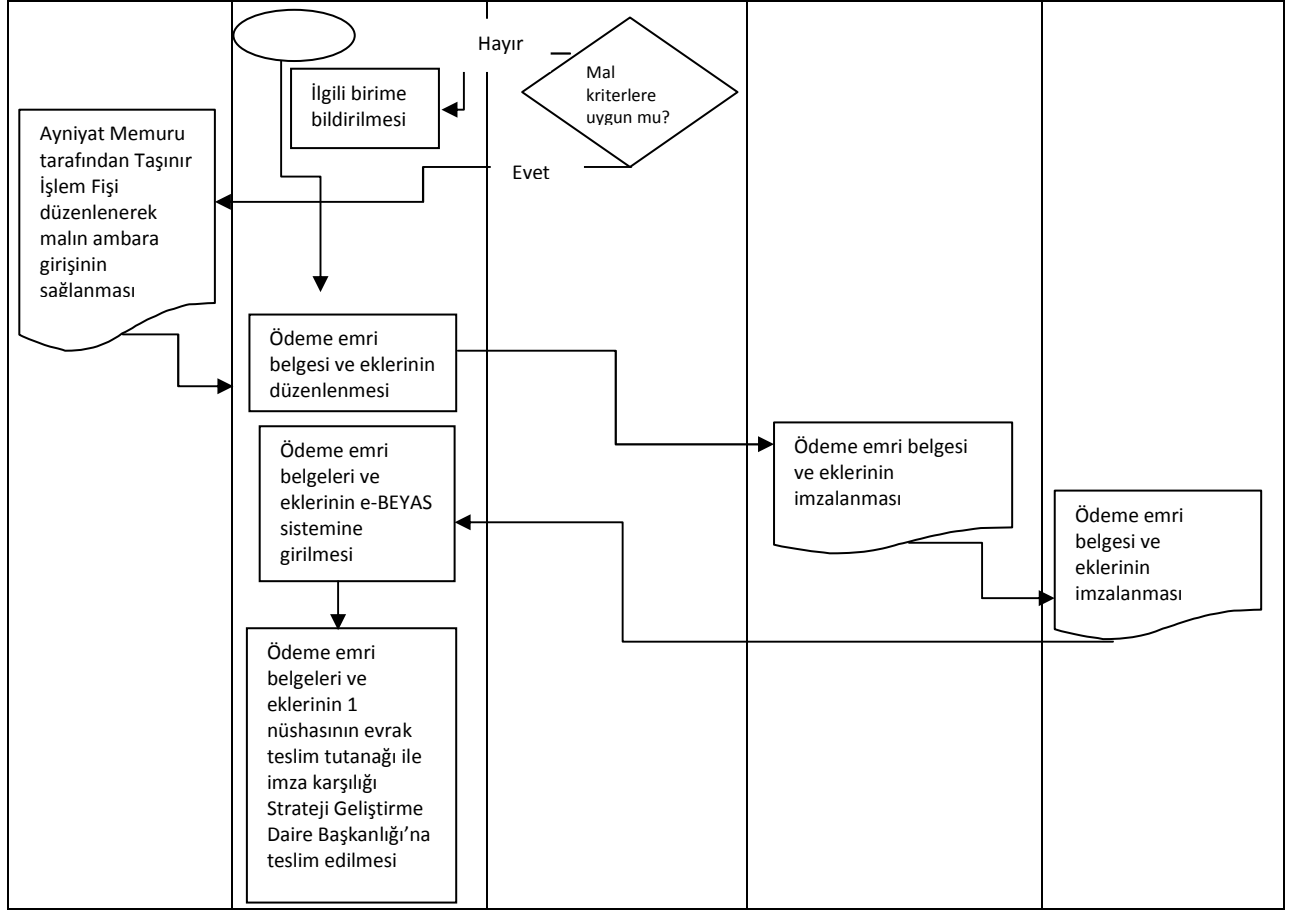 Hayır
Mal
kriterlere
uygun mu?
İlgili birime
bildirilmesi
Evet
Ayniyat Memuru
tarafından Taşınır
İşlem Fişi
düzenlenerek
malın ambara
girişinin
sağlanması
Ödeme emri
belgesi ve eklerinin
düzenlenmesi
Ödeme emri belgesi
ve eklerinin
imzalanması
Ödeme emri
belgesi ve
eklerinin
imzalanması
Ödeme emri
belgeleri ve
eklerinin e-BEYAS
sistemine
girilmesi
Ödeme emri
belgeleri ve
eklerinin 1
nüshasının evrak
teslim tutanağı ile
imza karşılığı
Strateji Geliştirme
Daire Başkanlığı’na
teslim edilmesi